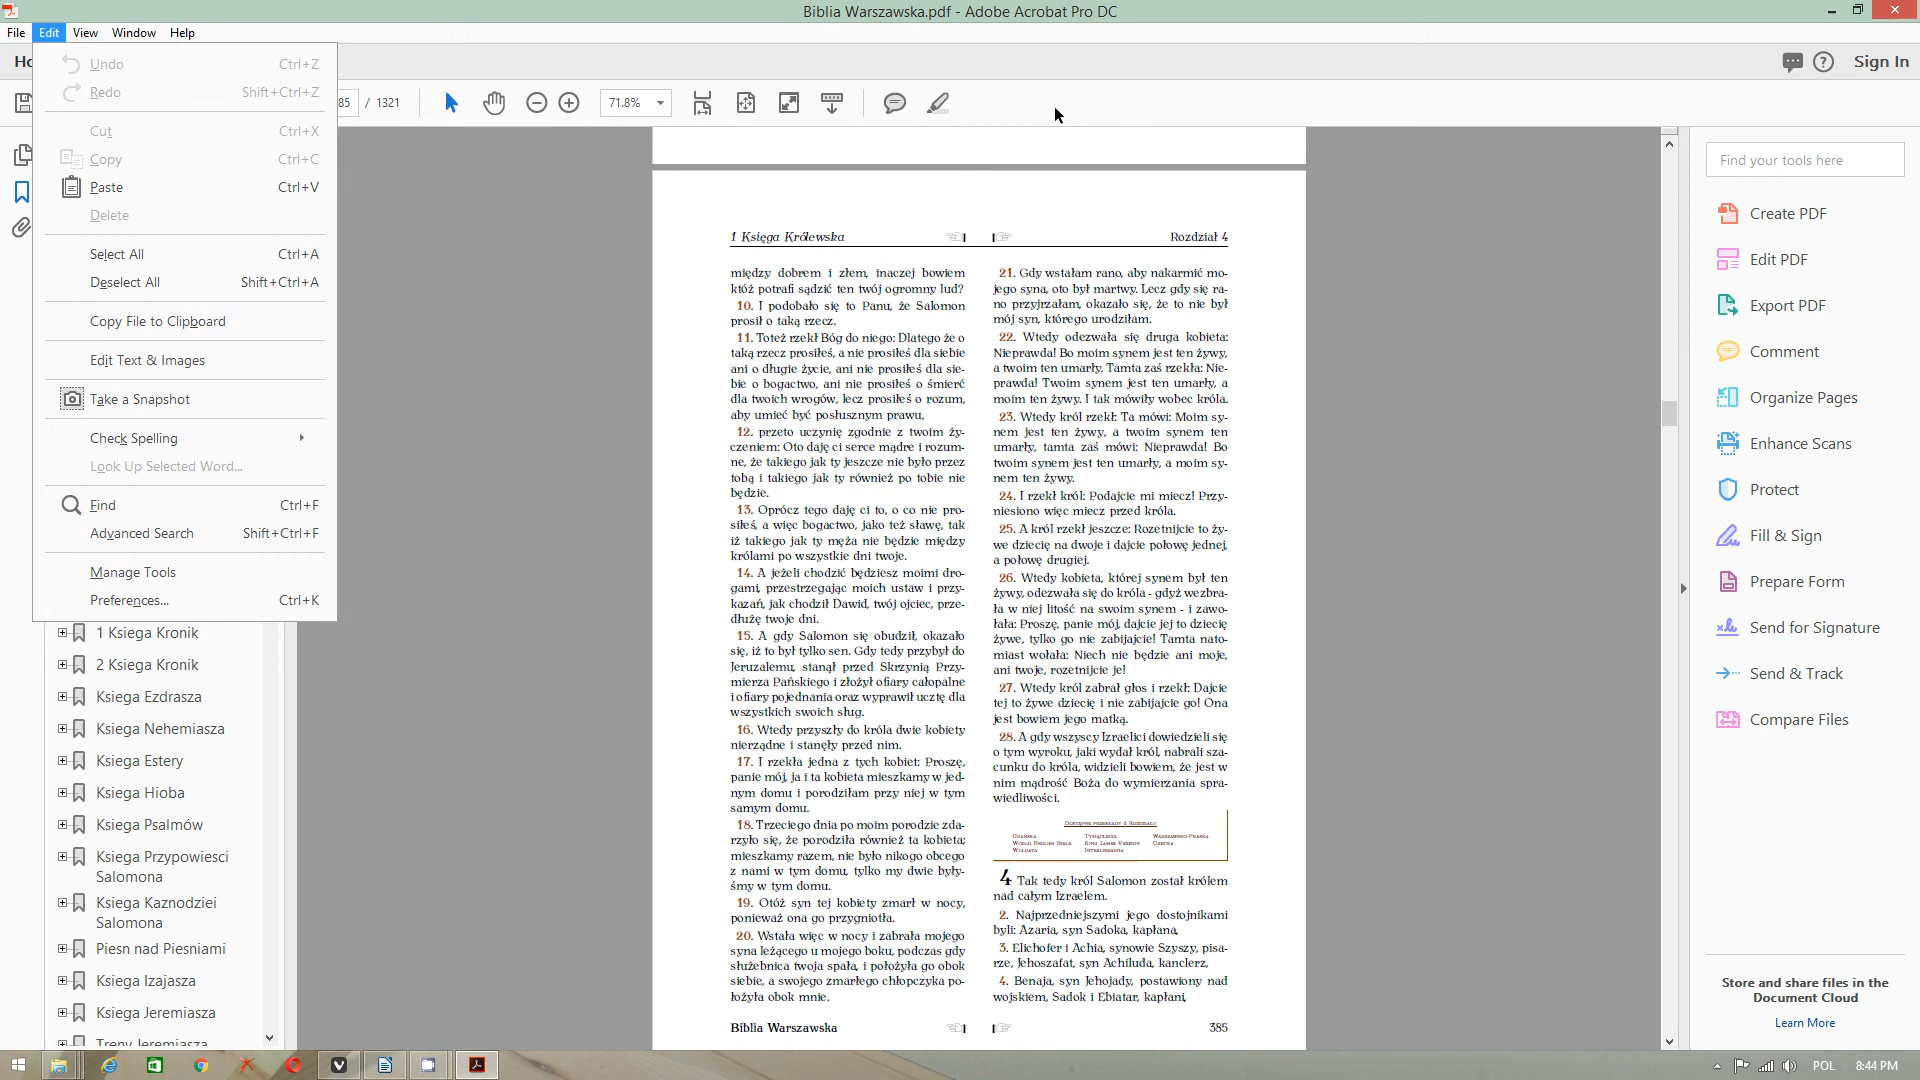 Biblia Warszawska.pdf - Adobe Acrobat Pro DC
File Edit View Window Help
Sign In
85 / 1321
71.8%
Undo Ctrl+Z
Redo Shift+Ctrl+Z
Cut Ctrl+X
Copy Ctrl+C
Paste Ctrl+V
Delete
Select All Ctrl+A
Deselect All Shift+Ctrl+A
Copy File to Clipboard
Edit Text & Images
Take a Snapshot
Check Spelling
Look Up Selected Word...
Find Ctrl+F
Advanced Search Shift+Ctrl+F
Manage Tools
Preferences... Ctrl+K
1 Ksiega Kronik
2 Ksiega Kronik
Ksiega Ezdrasza
Ksiega Nehemiasza
Ksiega Estery
Ksiega Hioba
Ksiega Psalmów
Ksiega Przypowiesci
Salomona
Ksiega Kaznodziei
Salomona
Piesn nad Piesniami
Ksiega Izajasza
Ksiega Jeremiasza
Treny Jeremiasza
1 Księga Królewska
Rozdział 4
między dobrem i złem, inaczej bowiem
któż potrafi sądzić ten twój ogromny lud?
10. I podobało się to Panu, że Salomon
prosił o taką rzecz.
11. Toteż rzekł Bóg do niego: Dlatego że o
taką rzecz prosiłeś, a nie prosiłeś dla siebie
ani o długie życie, ani nie prosiłeś dla sie-
bie o bogactwo, ani nie prosiłeś o śmierć
dla twoich wrogów, lecz prosiłeś o rozum,
aby umieć być posłusznym prawu,
12. przeto uczynię zgodnie z twoim ży-
czeniem: Oto daję ci serce mądre i rozum-
ne, że takiego jak ty jeszcze nie było przez
tobą i takiego jak ty również po tobie nie
będzie.
13. Oprócz tego daję ci to, o co nie pro-
siłeś, a więc bogactwo, jako też sławę, tak
iż takiego jak ty męża nie będzie między
królami po wszystkie dni twoje.
14. A jeżeli chodzić będziesz moimi dro-
gami, przestrzegając moich ustaw i przy-
kazań, jak chodził Dawid, twój ojciec, prze-
dłużę twoje dni.
15. A gdy Salomon się obudził, okazało
się, iż to był tylko sen. Gdy tedy przybył do
Jeruzalemu, stanął przed Skrzynią Przy-
mierza Pańskiego i złożył ofiary całopalne
i ofiary pojednania oraz wyprawił ucztę dla
wszystkich swoich sług.
16. Wtedy przyszły do króla dwie kobiety
nierządne i stanęły przed nim.
17. I rzekła jedna z tych kobiet: Proszę,
panie mój, ja i ta kobieta mieszkamy w jed-
nym domu i porodziłam przy niej w tym
samym domu.
18. Trzeciego dnia po moim porodzie zda-
rzyło się, że porodziła również ta kobieta;
mieszkamy razem, nie było nikogo obcego
z nami w tym domu, tylko my dwie były-
śmy w tym domu.
19. Otóż syn tej kobiety zmarł w nocy,
ponieważ ona go przygniotła.
20. Wstała więc w nocy i zabrała mojego
syna leżącego u mojego boku, podczas gdy
służebnica twoja spała, i położyła go obok
siebie, a swojego zmarłego chłopczyka po-
łożyła obok mnie.
21. Gdy wstałam rano, aby nakarmić mo-
jego syna, oto był martwy. Lecz gdy się ra-
no przyjrzałam, okazało się, że to nie był
mój syn, którego urodziłam.
22. Wtedy odezwała się druga kobieta:
Nieprawda! Bo moim synem jest ten żywy,
a twoim ten umarły. Tamta zaś rzekła: Nie-
prawda! Twoim synem jest ten umarły, a
moim ten żywy. I tak mówiły wobec króla.
23. Wtedy król rzekł: Ta mówi: Moim sy-
nem jest ten żywy, a twoim synem ten
umarły, tamta zaś mówi: Nieprawda! Bo
twoim synem jest ten umarły, a moim sy-
nem ten żywy.
24. I rzekł król: Podajcie mi miecz! Przy-
niesiono więc miecz przed króla.
25. A król rzekł jeszcze: Rozetnijcie to ży-
we dziecię na dwoje i dajcie połowę jednej,
a połowę drugiej.
26. Wtedy kobieta, której synem był ten
żywy, odezwała się do króla - gdyż wezbra-
ła w niej litość na swoim synem - i zawo-
łała: Proszę, panie mój, dajcie jej to dziecię
żywe, tylko go nie zabijajcie! Tamta nato-
miast wołała: Niech nie będzie ani moje,
ani twoje, rozetnijcie je!
27. Wtedy król zabrał głos i rzekł: Dajcie
tej to żywe dziecię i nie zabijajcie go! Ona
jest bowiem jego matką.
28. A gdy wszyscy Izraelici dowiedzieli się
o tym wyroku, jaki wydał król, nabrali sza-
cunku do króla, widzieli bowiem, że jest w
nim mądrość Boża do wymierzania spra-
wiedliwości.
Dostępne przekłady 4 Rozdziału
Gdańska Tysiąclecia Warszawsko-Praska
World English Bible King James Version Grecka
Wulgata Interlinearna
4 Tak tedy król Salomon został królem
nad całym Izraelem.
2. Najprzedniejszymi jego dostojnikami
byli: Azaria, syn Sadoka, kapłana,
3. Elichofer i Achia, synowie Szyszy, pisa-
rze, Jehoszafat, syn Achiluda, kanclerz,
4. Benaja, syn Jehojady, postawiony nad
wojskiem, Sadok i Ebiatar, kapłani,
Biblia Warszawska
385
Find your tools here
Create PDF
Edit PDF
Export PDF
Comment
Organize Pages
Enhance Scans
Protect
Fill & Sign
Prepare Form
Send for Signature
Send & Track
Compare Files
Store and share files in the
Document Cloud
Learn More
POL 8:44 PM